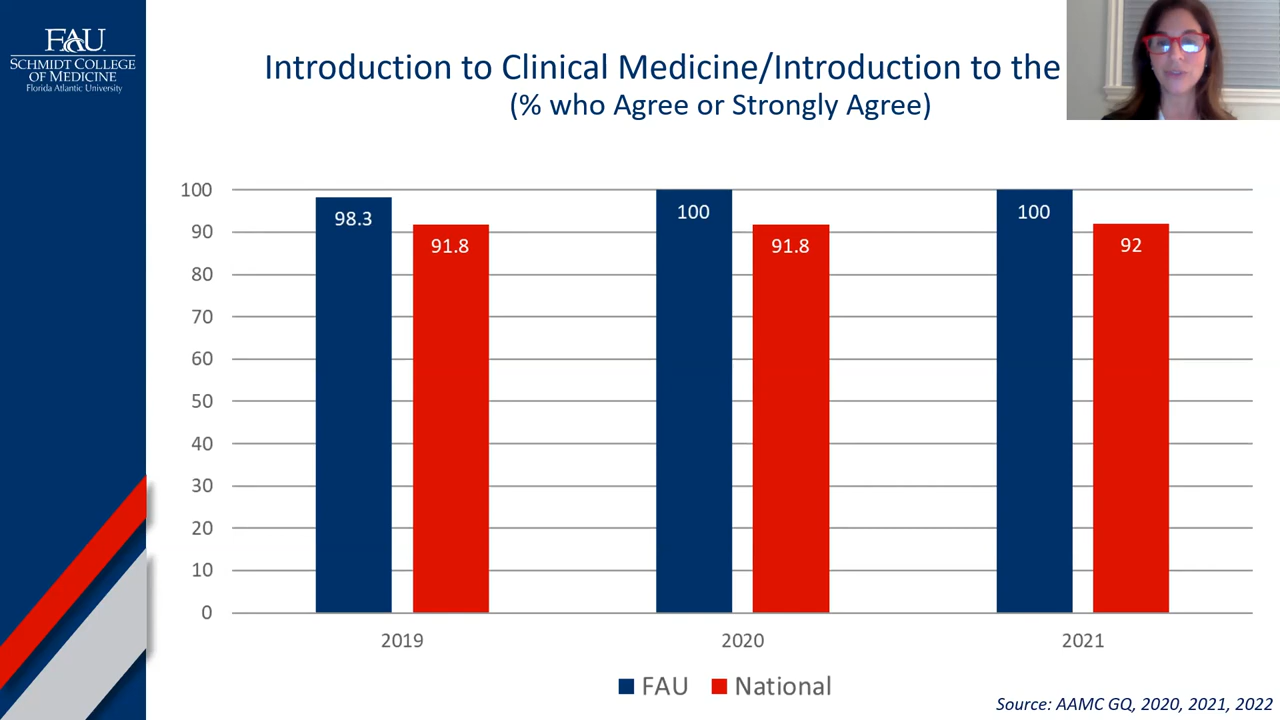 FAU
SCHMIDT COLLEGE
OF MEDICINE
Florida Atlantic University
Introduction to Clinical Medicine/Introduction to the
(% who Agree or Strongly Agree)
100
90
80
70
60
50
40
30
20
10
0
98.3
91.8
100
91.8
100
92
2019
2020
2021
FAU
National
Source: AAMC GQ, 2020, 2021, 2022